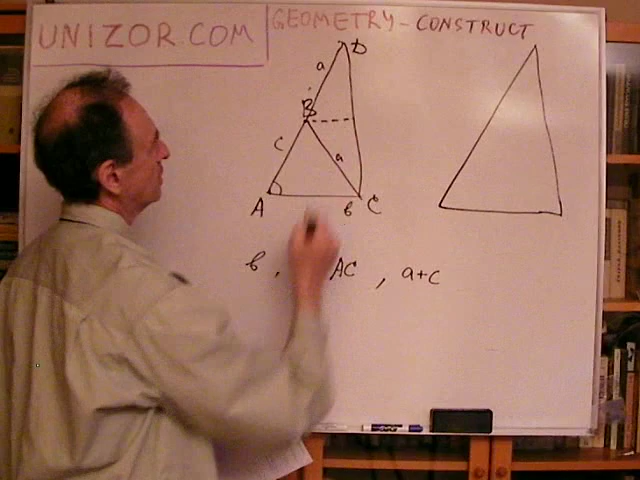 UNIZOR.COM
GEOMETRY - CONSTRUCT
D
a
B
c
a
A
b
C
b, AC, a+c